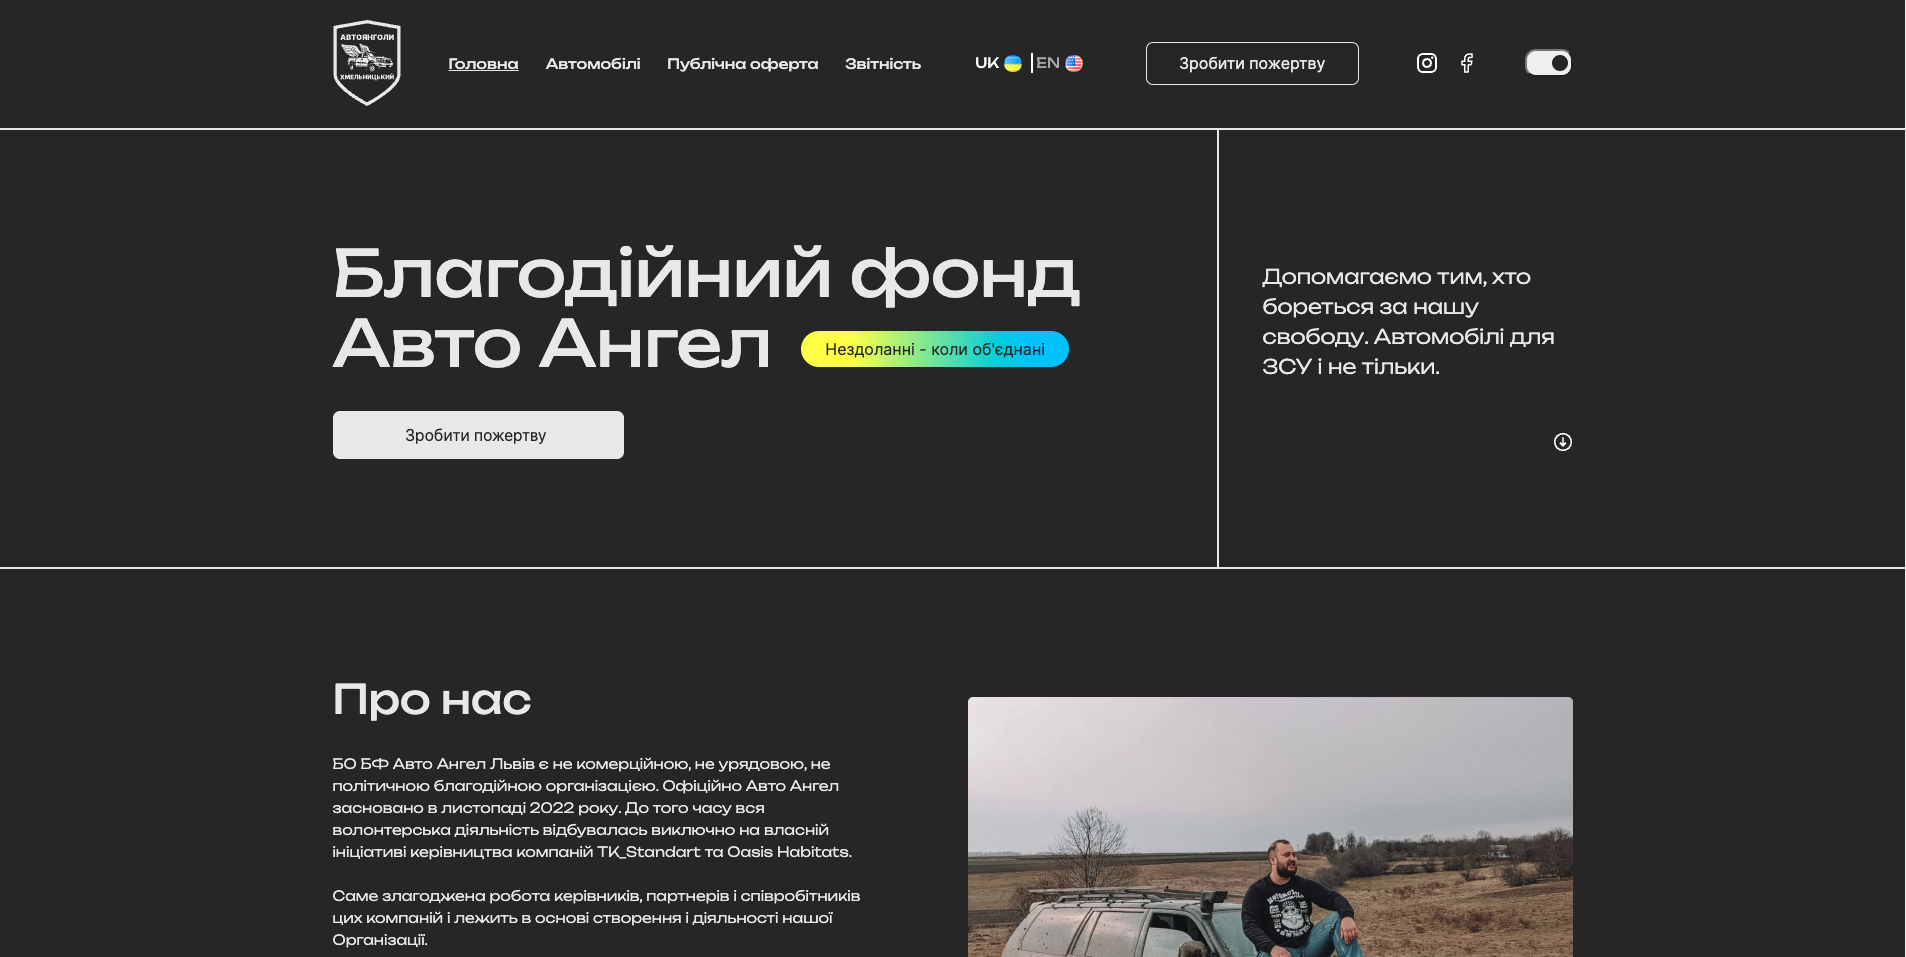 АВТОЯНГОЛИ
ХМЕЛЬНИЦЬКИЙ
Головна
Автомобілі
Публічна оферта
Звітність
UK
EN
Зробити пожертву
Благодійний фонд
Авто Ангел
Нездоланні - коли об'єднані
Зробити пожертву
Допомагаємо тим, хто
бореться за нашу
свободу. Автомобілі для
ЗСУ і не тільки.
Про нас
БО БФ Авто Ангел Львів є не комерційною, не урядовою, не
політичною благодійною організацією. Офіційно Авто Ангел
засновано в листопаді 2022 року. До того часу вся
волонтерська діяльність відбувалась виключно на власній
ініціативі керівництва компаній TK_Standart та Oasis Habitats.
Саме злагоджена робота керівників, партнерів і співробітників
цих компаній і лежить в основі створення і діяльності нашої
Організації.